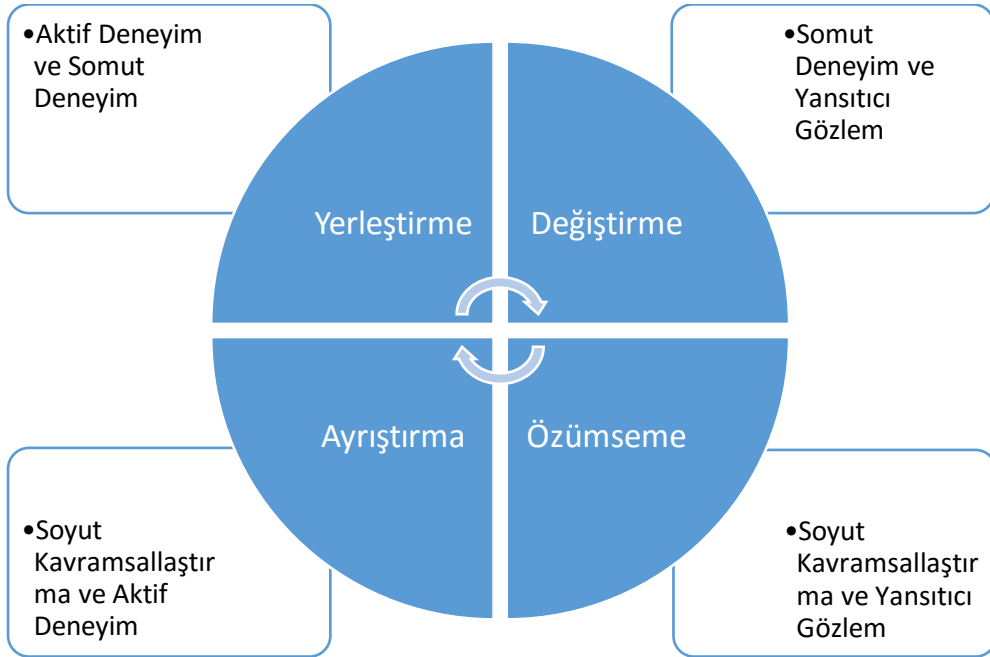 •Aktif Deneyim
ve Somut
Deneyim
•Somut
Deneyim ve
Yansıtıcı
Gözlem
Yerleştirme
Değiştirme
Ayrıştırma
Özümseme
•Soyut
Kavramsallaştır
ma ve Aktif
Deneyim
•Soyut
Kavramsallaştır
ma ve Yansıtıcı
Gözlem